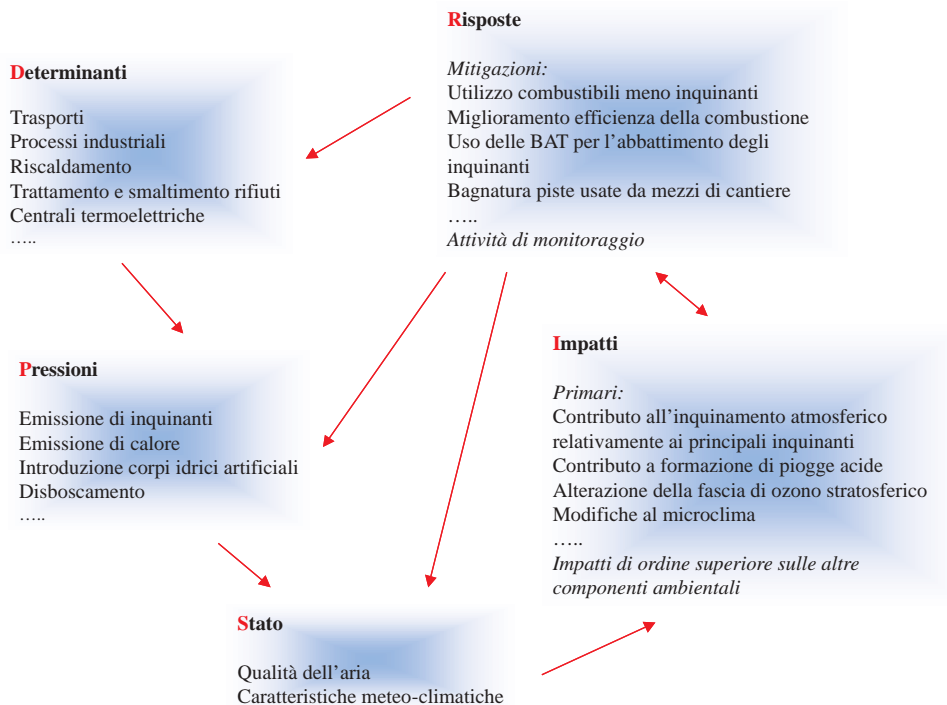 Risposte
Mitigazioni:
Utilizzo combustibili meno inquinanti
Miglioramento efficienza della combustione
Uso delle BAT per l'abbattimento degli
inquinanti
Bagnatura piste usate da mezzi di cantiere
…..
Attività di monitoraggio
Determinanti
Trasporti
Processi industriali
Riscaldamento
Trattamento e smaltimento rifiuti
Centrali termoelettriche
…..
Pressioni
Emissione di inquinanti
Emissione di calore
Introduzione corpi idrici artificiali
Disboscamento
…..
Impatti
Primari:
Contributo all'inquinamento atmosferico
relativamente ai principali inquinanti
Contributo a formazione di piogge acide
Alterazione della fascia di ozono stratosferico
Modifiche al microclima
…..
Impatti di ordine superiore sulle altre
componenti ambientali
Stato
Qualità dell'aria
Caratteristiche meteo-climatiche